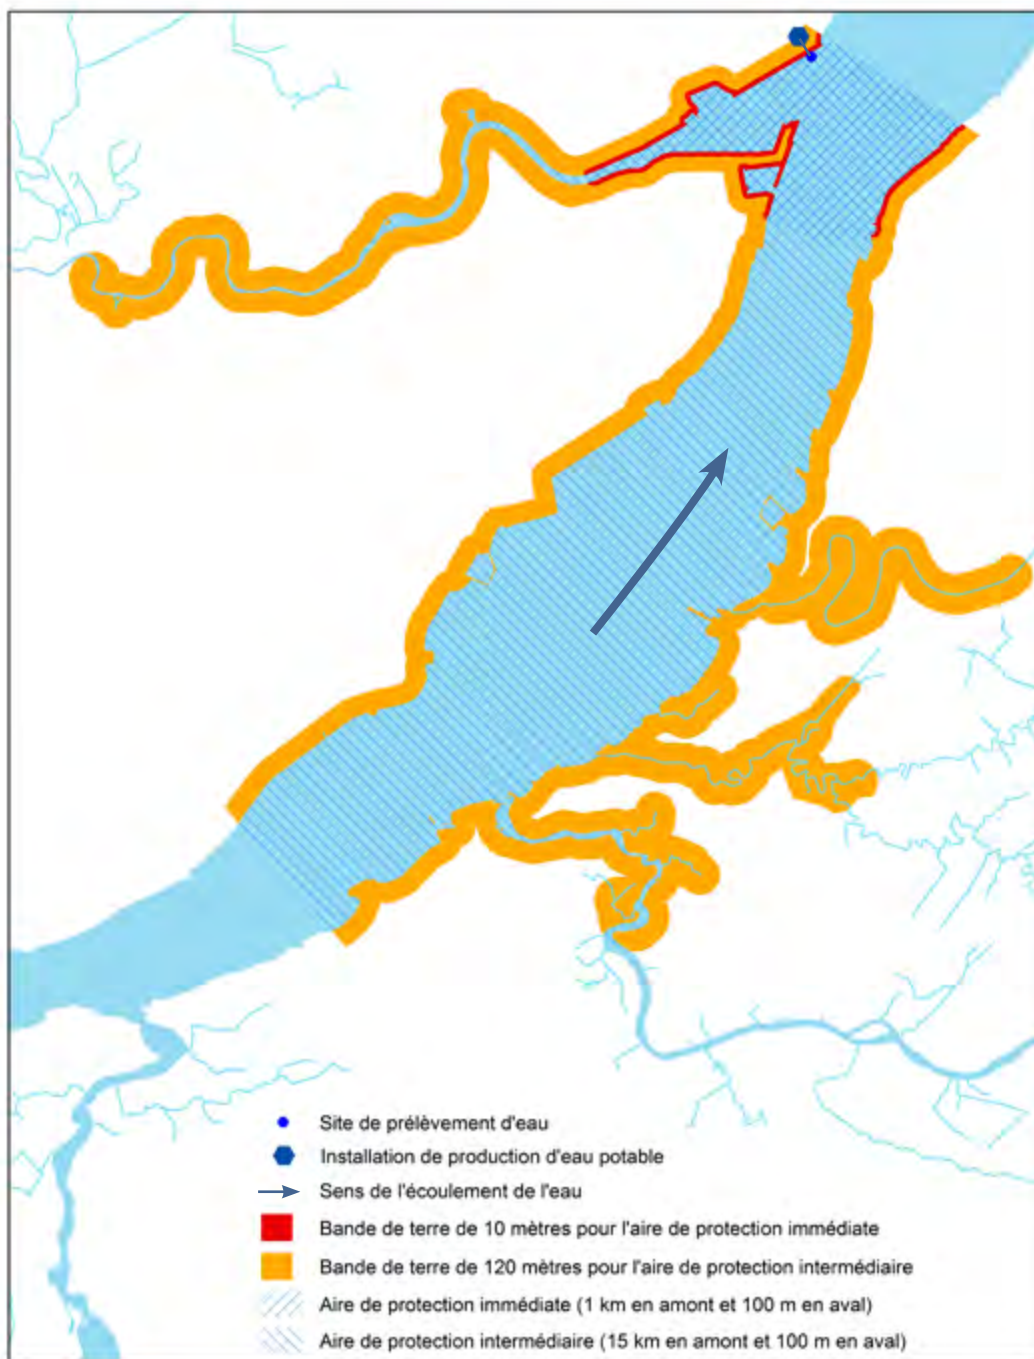 Site de prélèvement d'eau
Installation de production d'eau potable
Sens de l'écoulement de l'eau
Bande de terre de 10 mètres pour l'aire de protection immédiate
Bande de terre de 120 mètres pour l'aire de protection intermédiaire
Aire de protection immédiate (1 km en amont et 100 m en aval)
Aire de protection intermédiaire (15 km en amont et 100 m en aval)